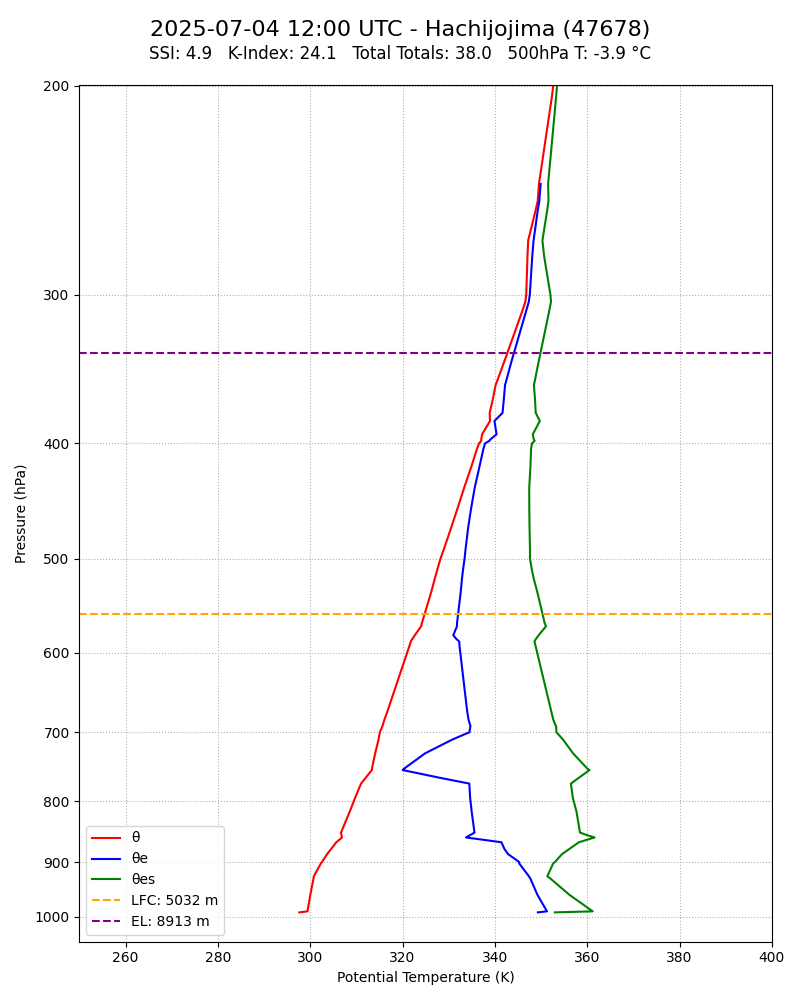 2025-07-04 12:00 UTC - Hachijojima (47678)
SSI: 4.9   K-Index: 24.1   Total Totals: 38.0   500hPa T: -3.9 °C
200
300
400
500
600
700
800
900
1000
Pressure (hPa)
θ
θe
θes
LFC: 5032 m
EL: 8913 m
260 280 300 320 340 360 380 400
Potential Temperature (K)